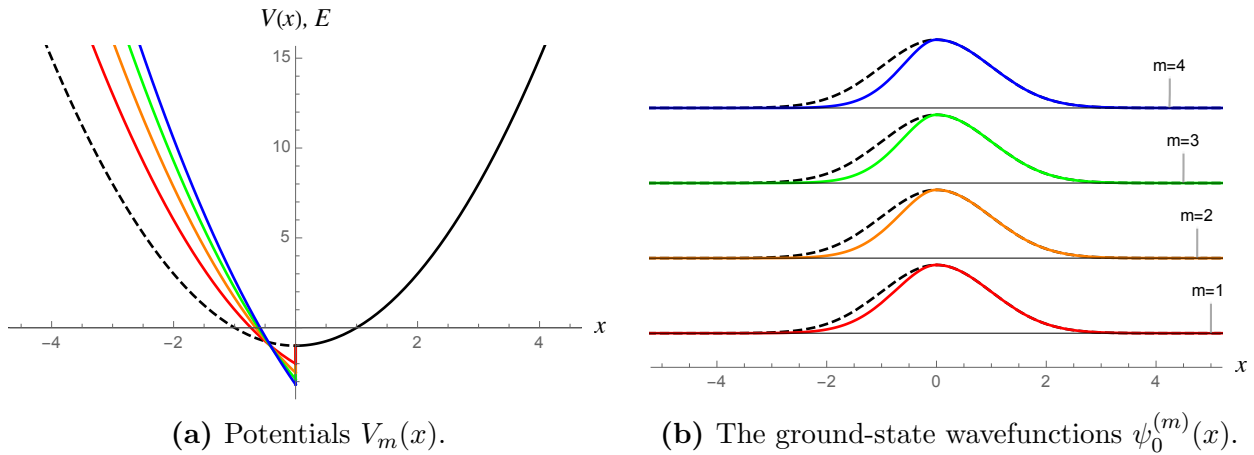 V(x), E
15
10
5
-4
-2
2
4
x
(a) Potentials V_m(x).
m=4
m=3
m=2
m=1
-4
-2
0
2
4
x
(b) The ground-state wavefunctions ψ_0^{(m)}(x).